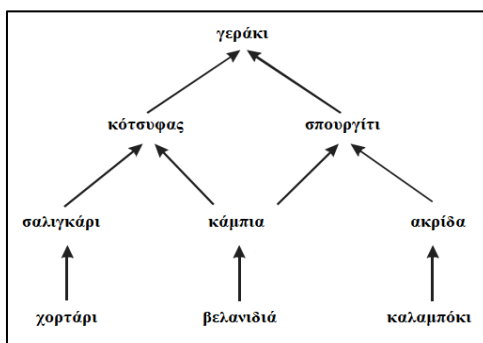 γεράκι
κότσυφας σπουργίτι
σαλιγκάρι κάμπια ακρίδα
χορτάρι βελανιδιά καλαμπόκι